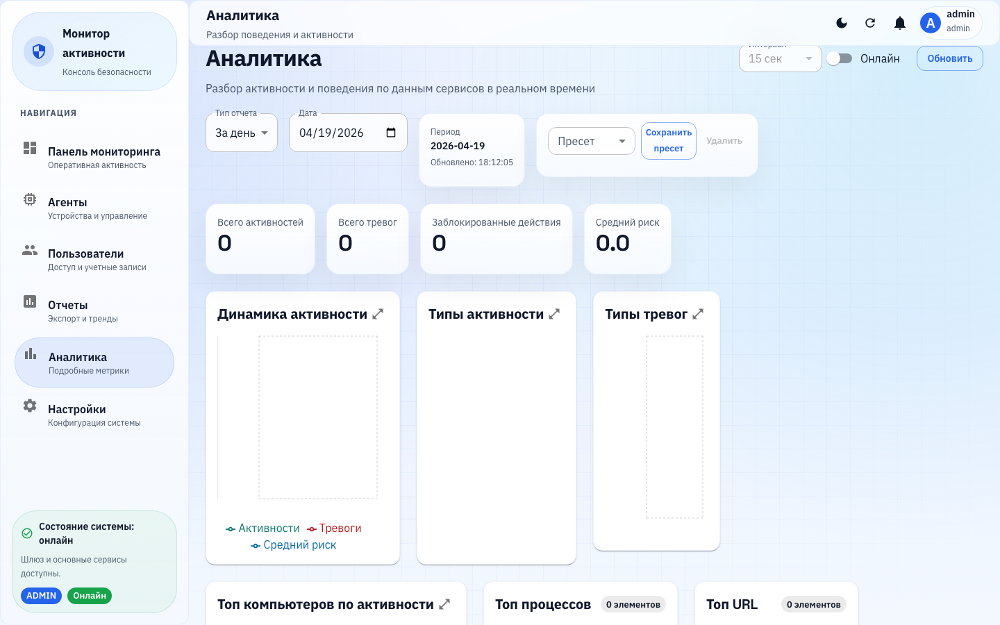 Монитор
активности
Консоль безопасности
НАВИГАЦИЯ
Панель мониторинга
Оперативная активность
Агенты
Устройства и управление
Пользователи
Доступ и учетные записи
Отчеты
Экспорт и тренды
Аналитика
Подробные метрики
Настройки
Конфигурация системы
Состояние системы:
онлайн
Шлюз и основные сервисы
доступны.
ADMIN Онлайн
Аналитика
Разбор поведения и активности
A
admin
admin
Аналитика
Интервал
15 сек
Онлайн
Обновить
Разбор активности и поведения по данным сервисов в реальном времени
Тип отчета
За день
Дата
04/19/2026
Период
2026-04-19
Обновлено: 18:12:05
Пресет
Сохранить
пресет
Удалить
Всего активностей
0
Всего тревог
0
Заблокированные действия
0
Средний риск
0.0
Динамика активности
Активности Тревоги
Средний риск
Типы активности
Типы тревог
Топ компьютеров по активности
Топ процессов 0 элементов
Топ URL 0 элементов